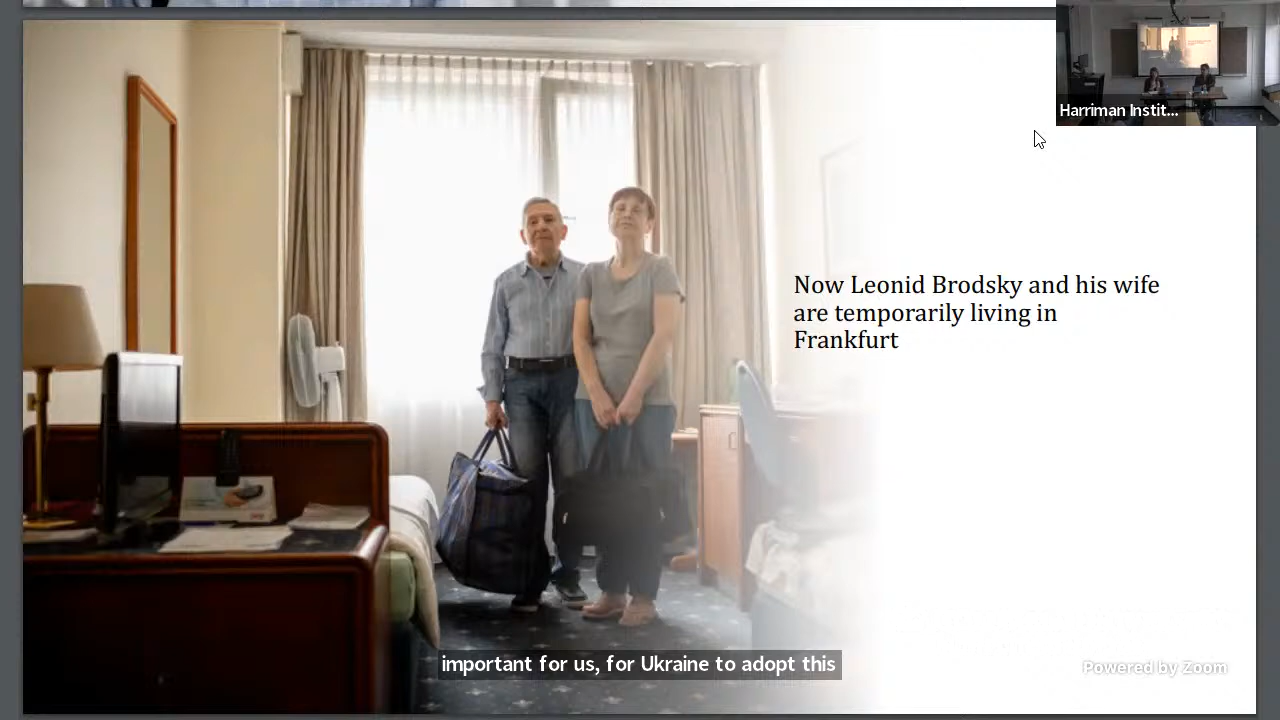 Harriman Instit...
Now Leonid Brodsky and his wife
are temporarily living in
Frankfurt
important for us, for Ukraine to adopt this
Powered by Zoom